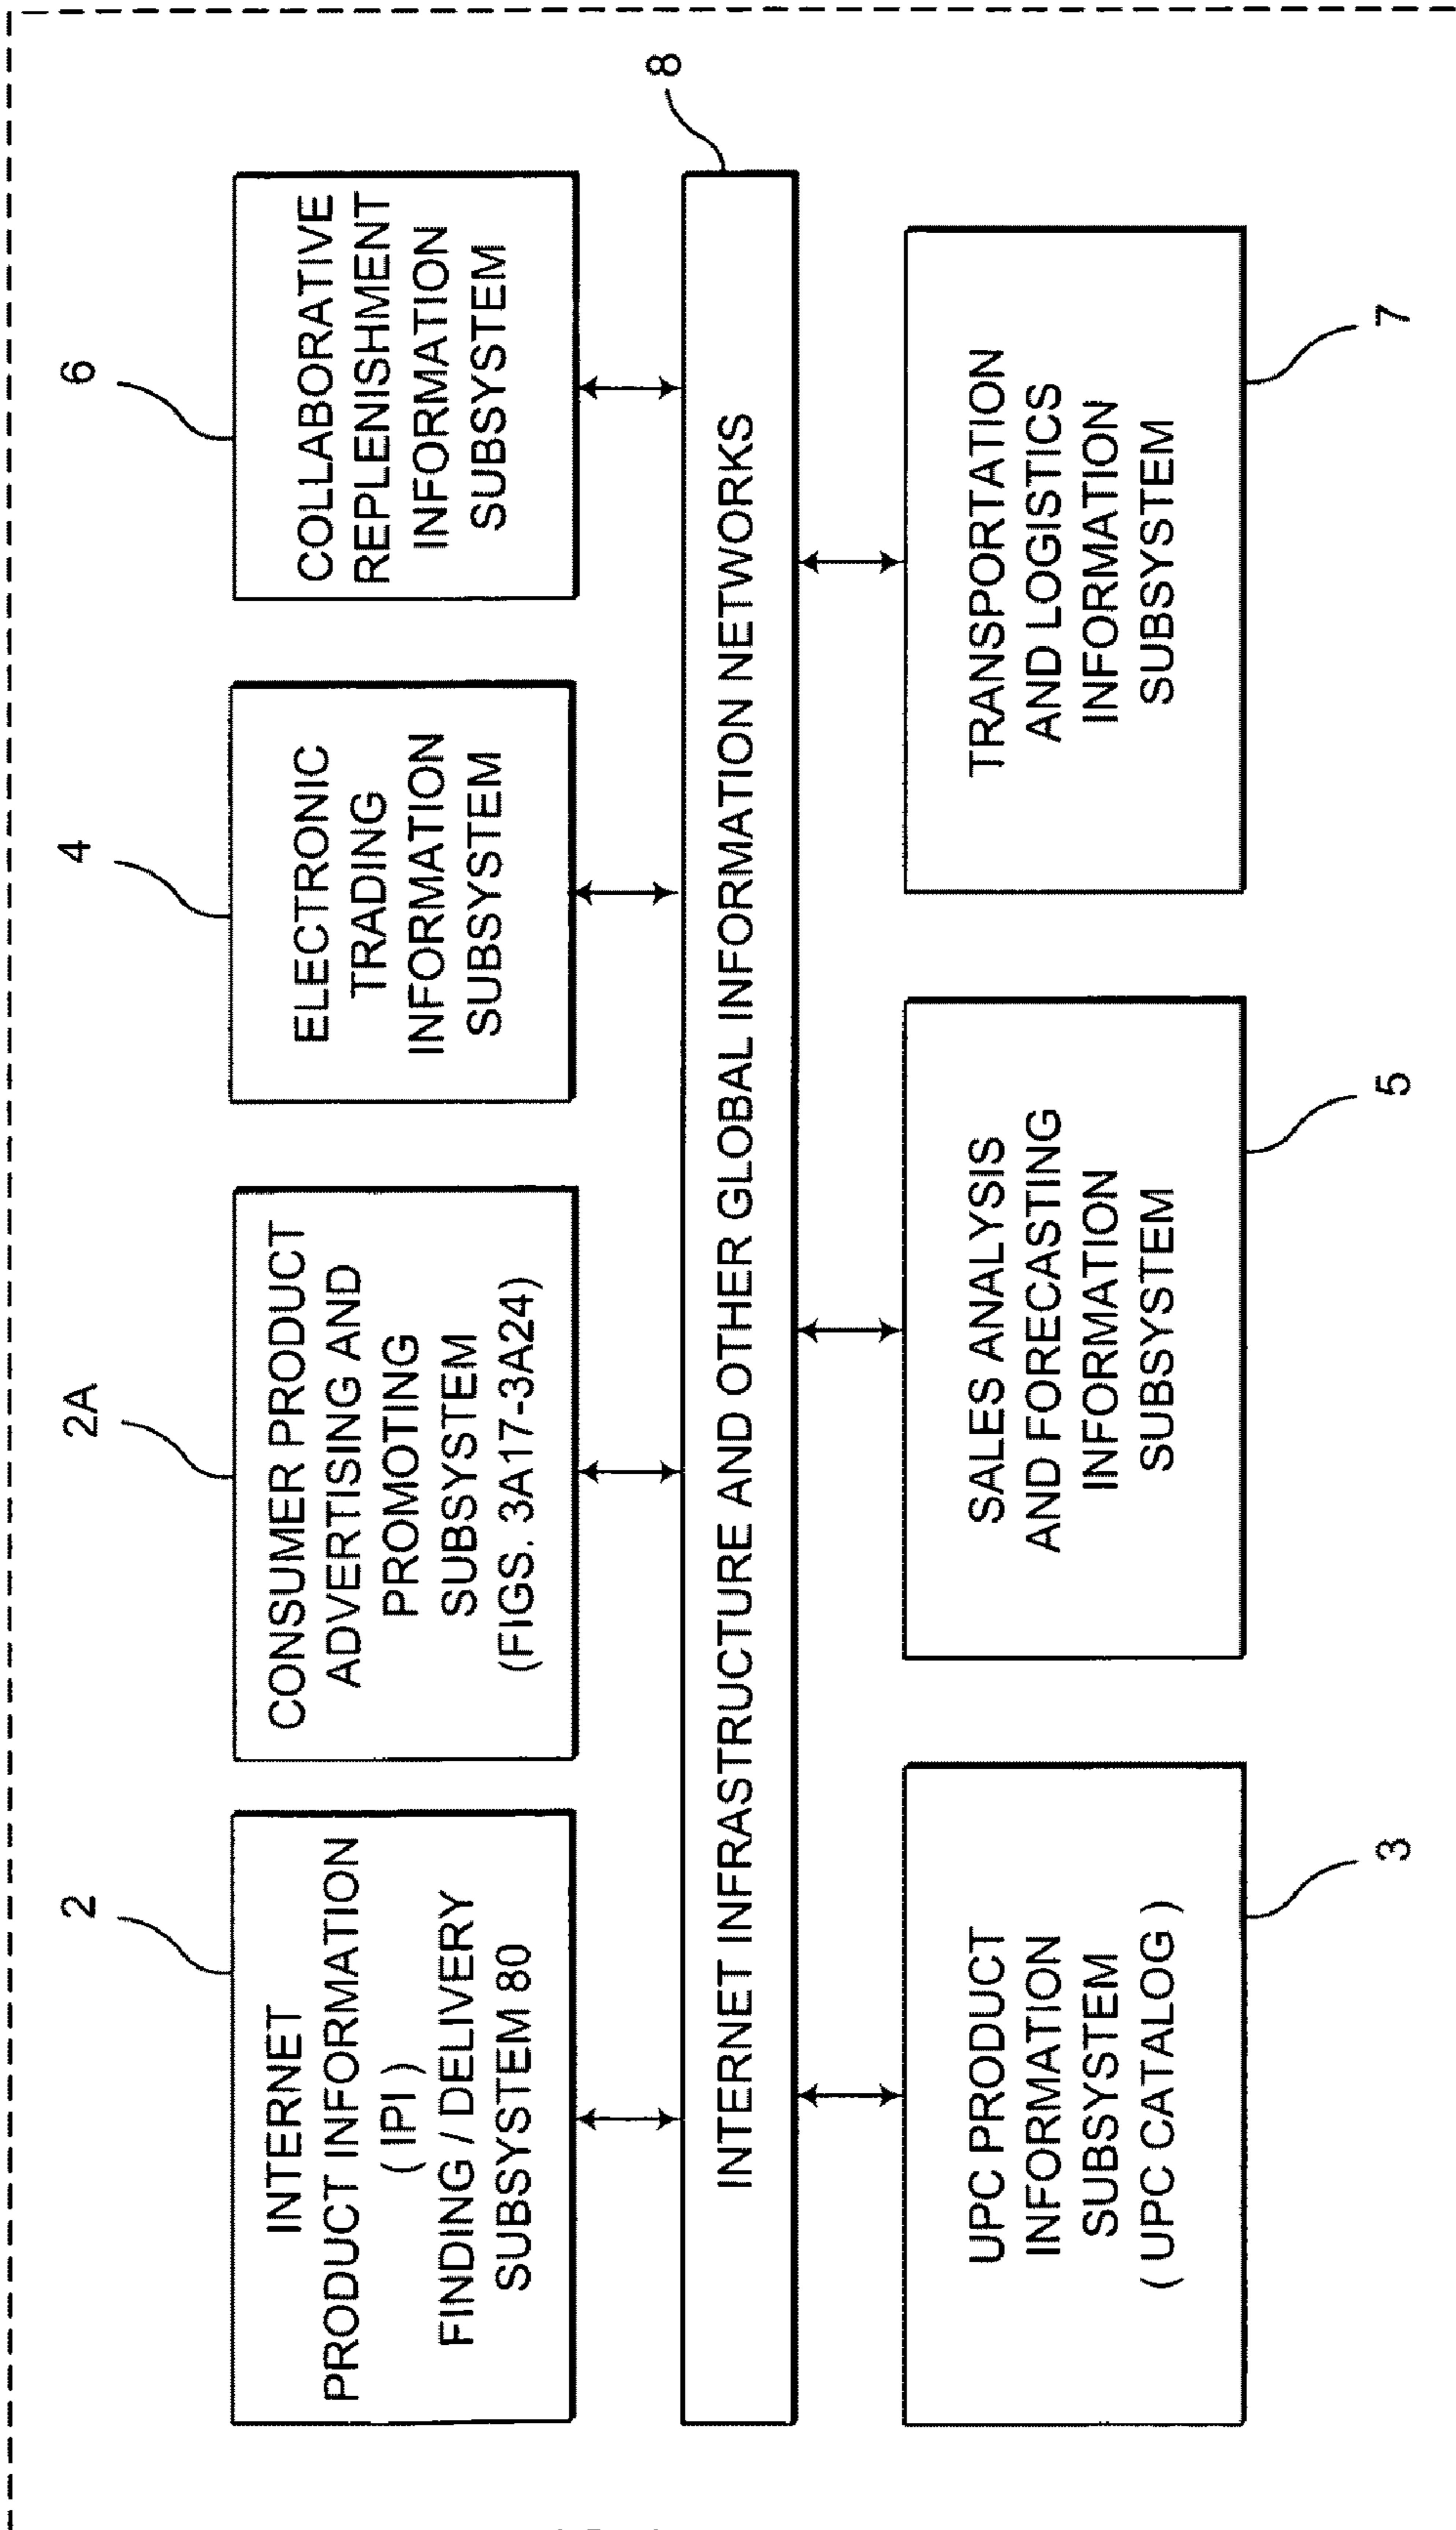 2
INTERNET
PRODUCT INFORMATION
( IPI )
FINDING / DELIVERY
SUBSYSTEM 80
2A
CONSUMER PRODUCT
ADVERTISING AND
PROMOTING
SUBSYSTEM
(FIGS. 3A17-3A24)
4
ELECTRONIC
TRADING
INFORMATION
SUBSYSTEM
6
COLLABORATIVE
REPLENISHMENT
INFORMATION
SUBSYSTEM
8
INTERNET INFRASTRUCTURE AND OTHER GLOBAL INFORMATION NETWORKS
UPC PRODUCT
INFORMATION
SUBSYSTEM
( UPC CATALOG )
3
SALES ANALYSIS
AND FORECASTING
INFORMATION
SUBSYSTEM
5
TRANSPORTATION
AND LOGISTICS
INFORMATION
SUBSYSTEM
7